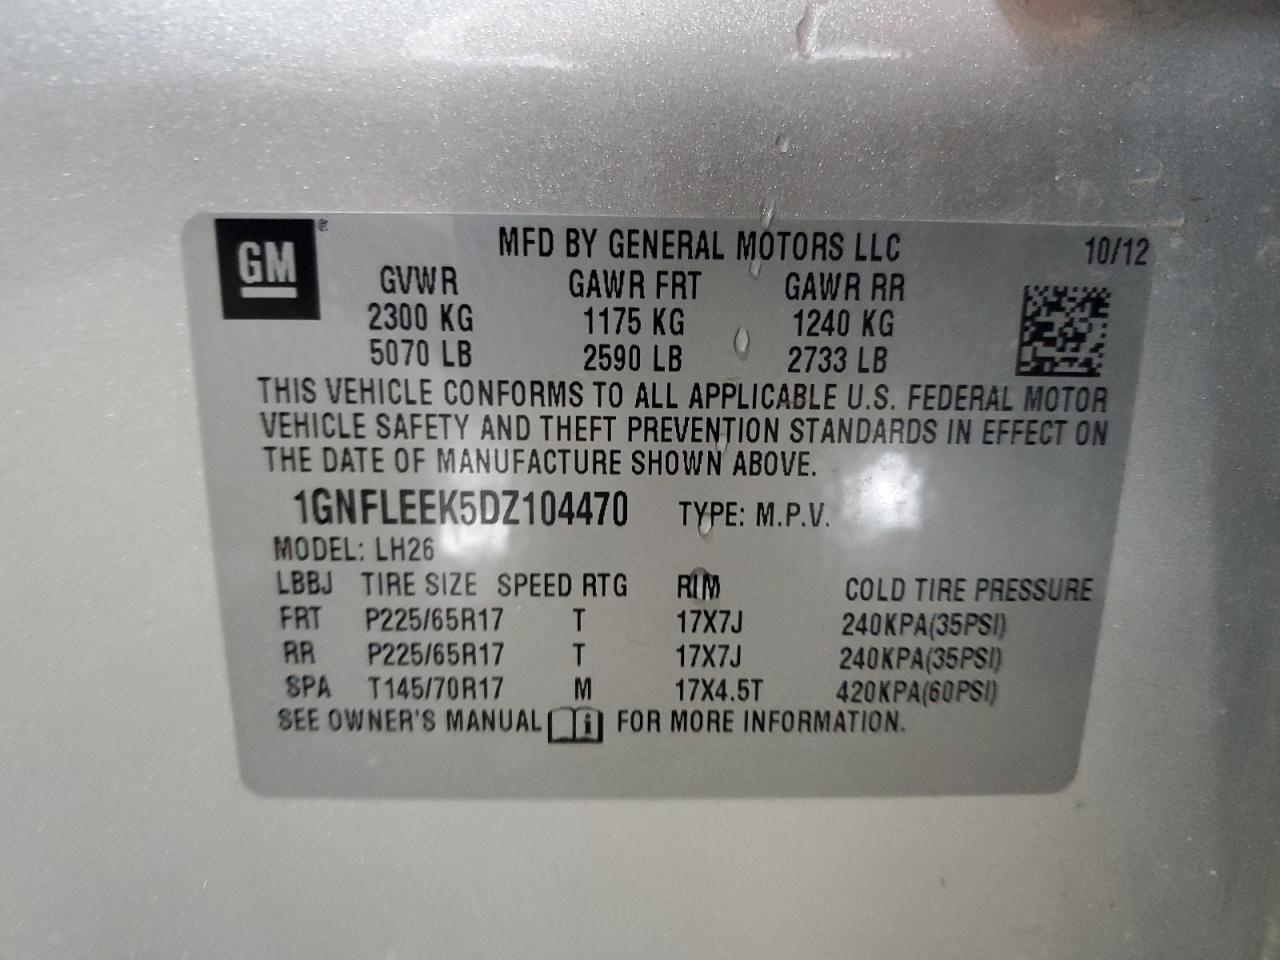 GM®
MFD BY GENERAL MOTORS LLC 10/12
GVWR GAWR FRT GAWR RR
2300 KG 1175 KG 1240 KG
5070 LB 2590 LB 2733 LB
THIS VEHICLE CONFORMS TO ALL APPLICABLE U.S. FEDERAL MOTOR
VEHICLE SAFETY AND THEFT PREVENTION STANDARDS IN EFFECT ON
THE DATE OF MANUFACTURE SHOWN ABOVE.
1GNFLEEK5DZ104470 TYPE: M.P.V.
MODEL: LH26
LBBJ TIRE SIZE SPEED RTG RIM COLD TIRE PRESSURE
FRT P225/65R17 T 17X7J 240KPA(35PSI)
RR P225/65R17 T 17X7J 240KPA(35PSI)
SPA T145/70R17 M 17X4.5T 420KPA(60PSI)
SEE OWNER'S MANUAL i FOR MORE INFORMATION.